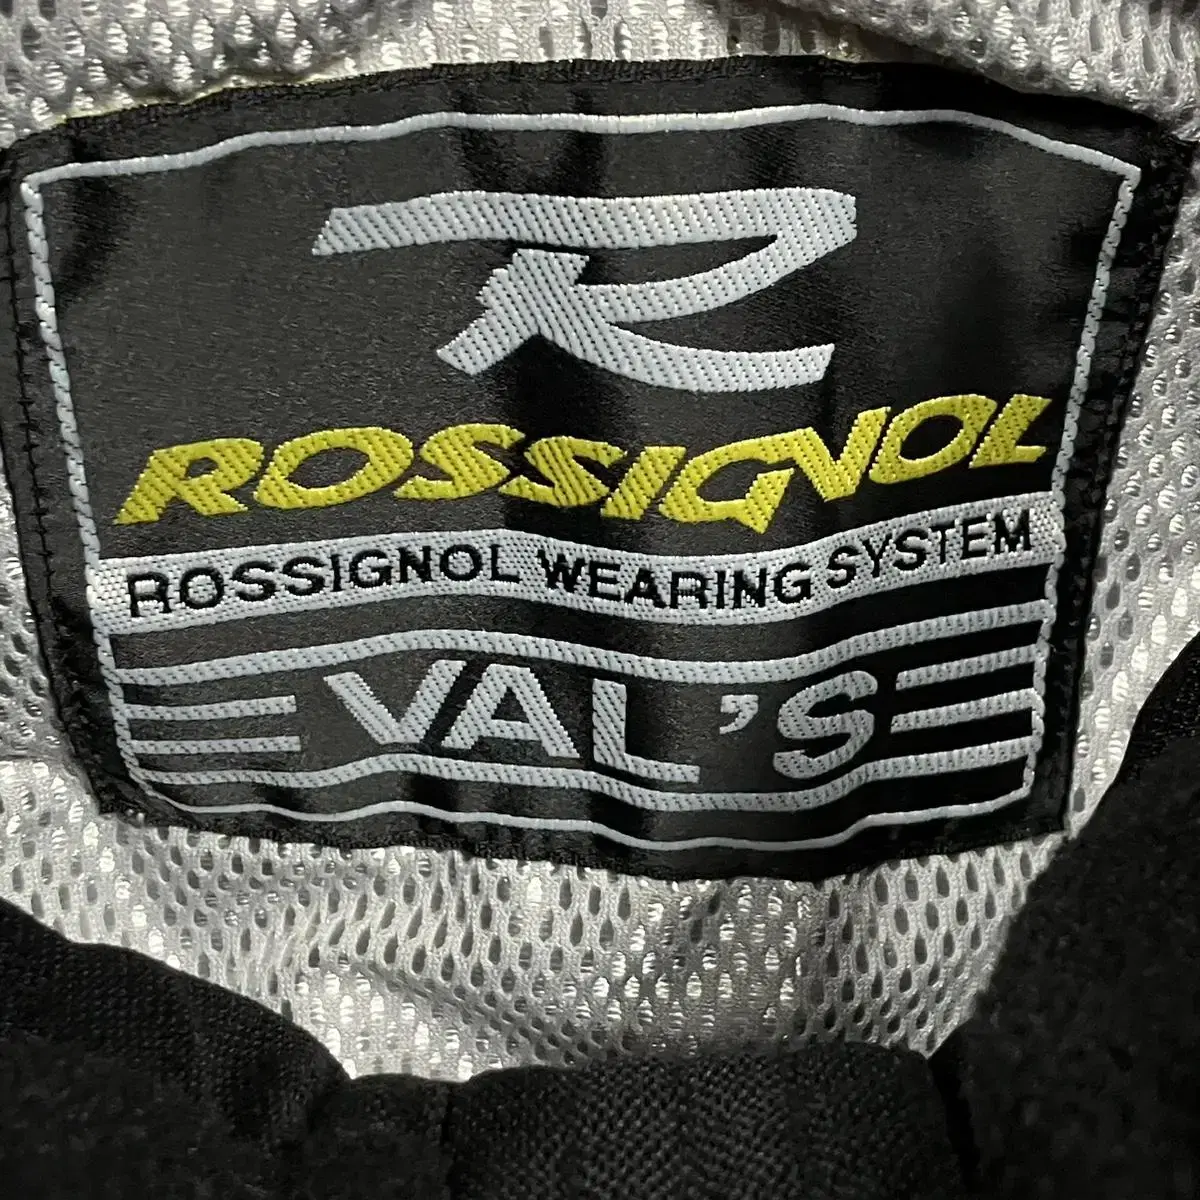 R
ROSSIGNOL
ROSSIGNOL WEARING SYSTEM
VAL'S